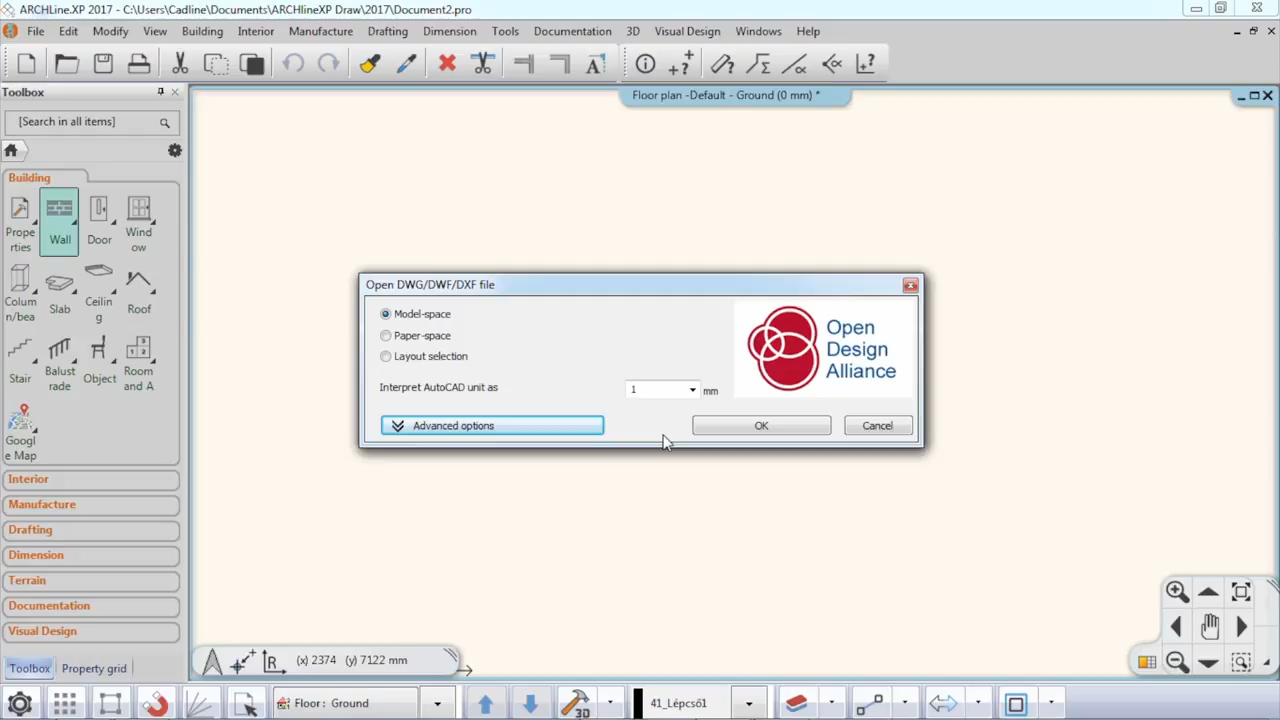 ARCHLine.XP 2017 - C:\Users\Cadline\Documents\ARCHlineXP Draw\2017\Document2.pro
File Edit Modify View Building Interior Manufacture Drafting Dimension Tools Documentation 3D Visual Design Windows Help
Toolbox
Floor plan -Default - Ground (0 mm) *
[Search in all items]
Building
Prope
rties
Wall
Door
Wind
ow
Colum
n/bea
Slab
Ceilin
g
Roof
Stair
Balust
rade
Object
Room
and A
Googl
e Map
Interior
Manufacture
Drafting
Dimension
Terrain
Documentation
Visual Design
Toolbox Property grid
Open DWG/DWF/DXF file
Model-space
Paper-space
Layout selection
Interpret AutoCAD unit as 1 mm
Advanced options OK Cancel
Open
Design
Alliance
R (x) 2374 (y) 7122 mm
Floor : Ground 3D 41_Lépcső1